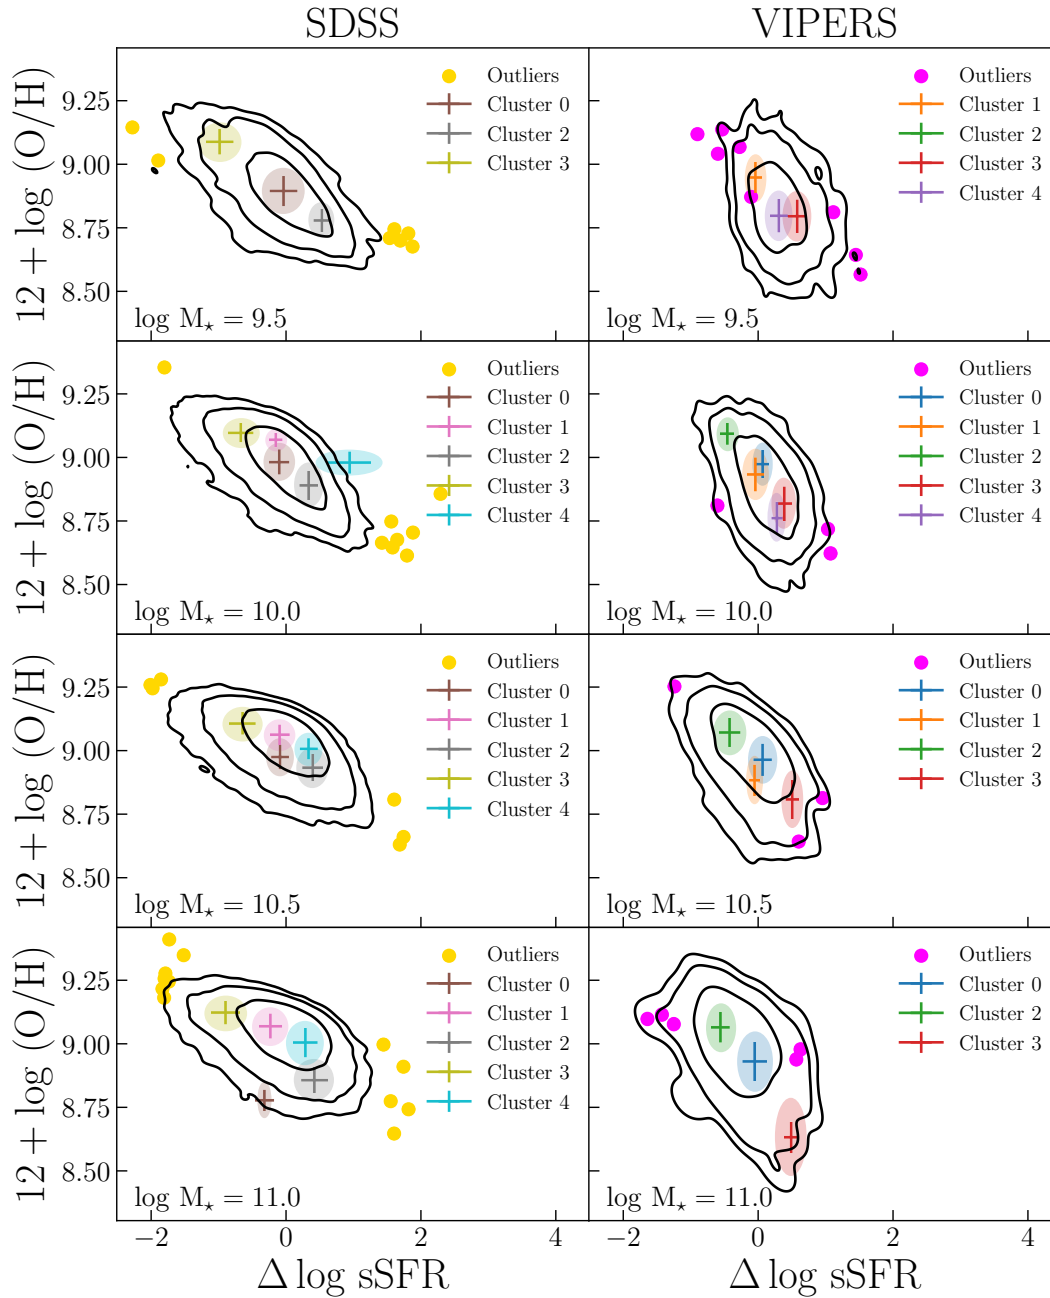 SDSS VIPERS
12 + log (O/H)
9.25
9.00
8.75
8.50
Outliers
Cluster 0
Cluster 2
Cluster 3
log M⋆ = 9.5
Outliers
Cluster 1
Cluster 2
Cluster 3
Cluster 4
log M⋆ = 9.5
12 + log (O/H)
9.25
9.00
8.75
8.50
Outliers
Cluster 0
Cluster 1
Cluster 2
Cluster 3
Cluster 4
log M⋆ = 10.0
Outliers
Cluster 0
Cluster 1
Cluster 2
Cluster 3
Cluster 4
log M⋆ = 10.0
12 + log (O/H)
9.25
9.00
8.75
8.50
Outliers
Cluster 0
Cluster 1
Cluster 2
Cluster 3
Cluster 4
log M⋆ = 10.5
Outliers
Cluster 0
Cluster 1
Cluster 2
Cluster 3
log M⋆ = 10.5
12 + log (O/H)
9.25
9.00
8.75
8.50
Outliers
Cluster 0
Cluster 1
Cluster 2
Cluster 3
Cluster 4
log M⋆ = 11.0
Outliers
Cluster 0
Cluster 2
Cluster 3
log M⋆ = 11.0
−2 0 2 4 −2 0 2 4
Δ log sSFR Δ log sSFR